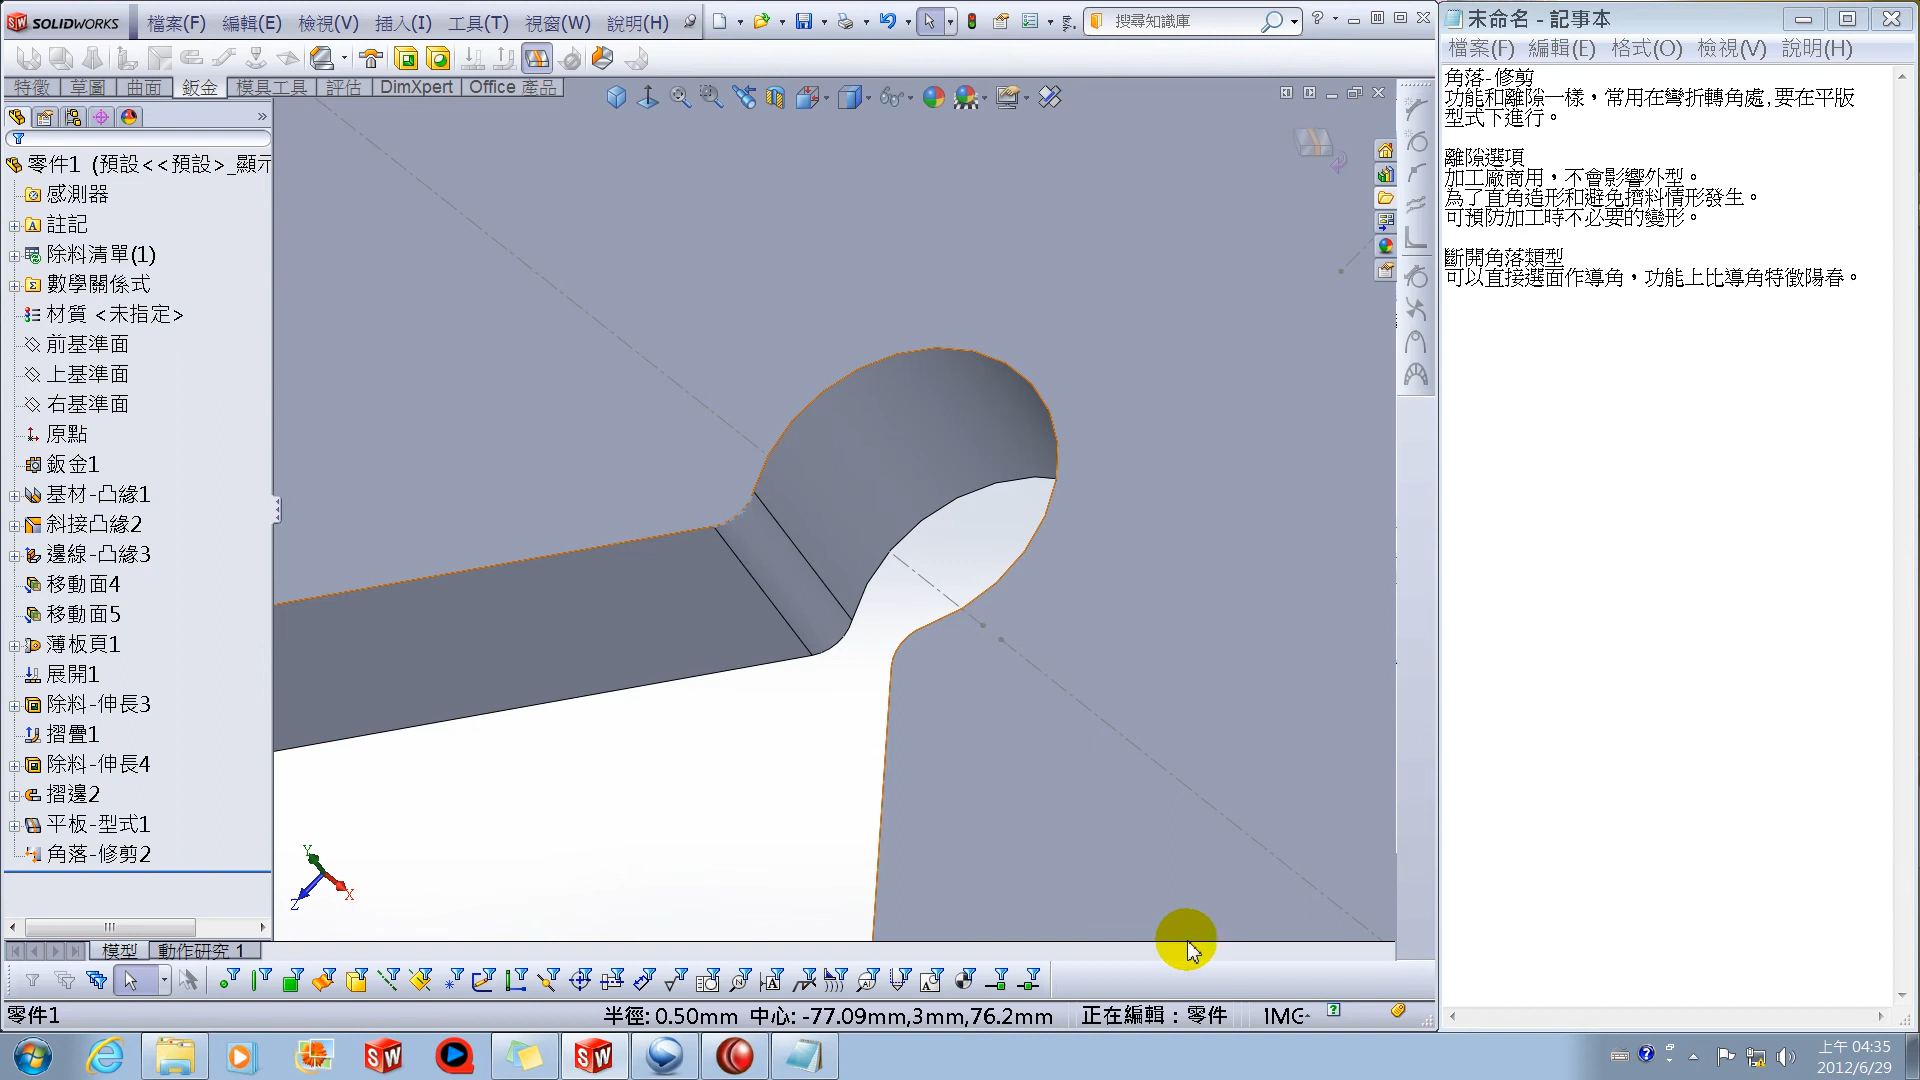 SOLIDWORKS 檔案(F) 編輯(E) 檢視(V) 插入(I) 工具(T) 視窗(W) 說明(H) 搜尋知識庫
特徵 草圖 曲面 鈑金 模具工具 評估 DimXpert Office 產品
零件1 (預設<<預設>_顯示
感測器
註記
除料清單(1)
數學關係式
材質 <未指定>
前基準面
上基準面
右基準面
原點
鈑金1
基材-凸緣1
斜接凸緣2
邊線-凸緣3
移動面4
移動面5
薄板頁1
展開1
除料-伸長3
摺疊1
除料-伸長4
摺邊2
平板-型式1
角落-修剪2
Y
X
Z
模型 動作研究 1
零件1 半徑: 0.50mm 中心: -77.09mm,3mm,76.2mm 正在編輯：零件
未命名 - 記事本
檔案(F) 編輯(E) 格式(O) 檢視(V) 說明(H)
角落-修剪
功能和離隙一樣，常用在彎折轉角處,要在平版
型式下進行。
離隙選項
加工廠商用，不會影響外型。
為了直角造形和避免擠料情形發生。
可預防加工時不必要的變形。
斷開角落類型
可以直接選面作導角，功能上比導角特徵陽春。
上午 04:35
2012/6/29